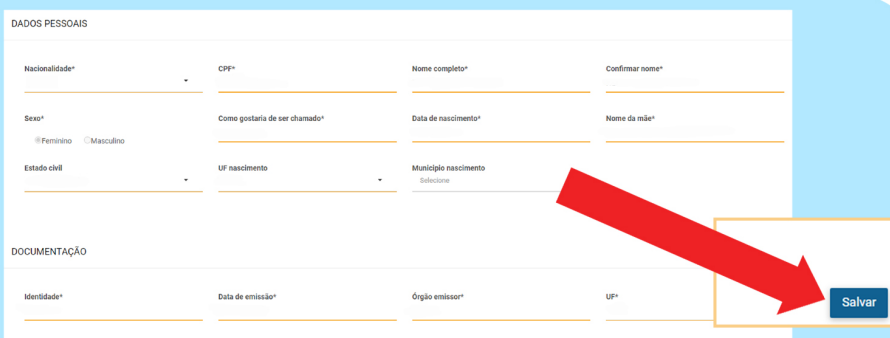 DADOS PESSOAIS
Nacionalidade* CPF* Nome completo* Confirmar nome*
Sexo* Como gostaria de ser chamado* Data de nascimento* Nome da mãe*
Feminino Masculino
Estado civil UF nascimento Município nascimento
Selecione
DOCUMENTAÇÃO
Identidade* Data de emissão* Órgão emissor* UF*
Salvar